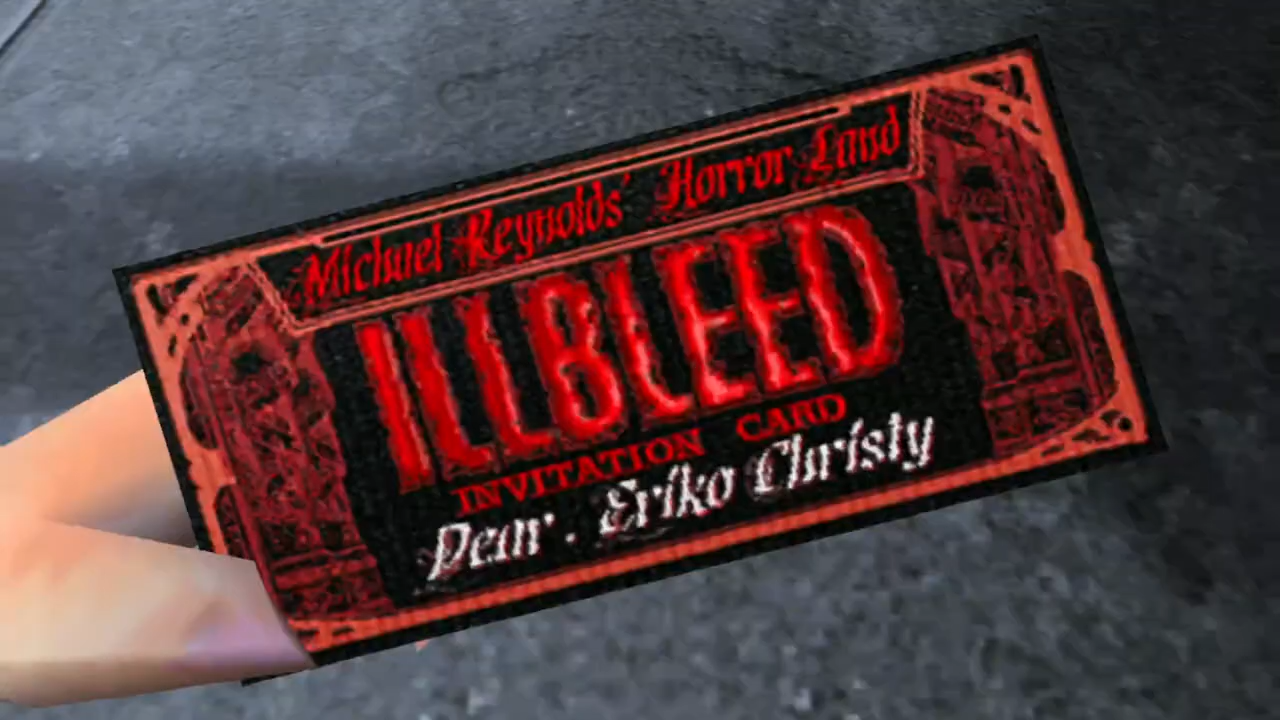 Michael Reynolds' Horror Land
ILLBLEED
INVITATION CARD
Dear . Eriko Christy